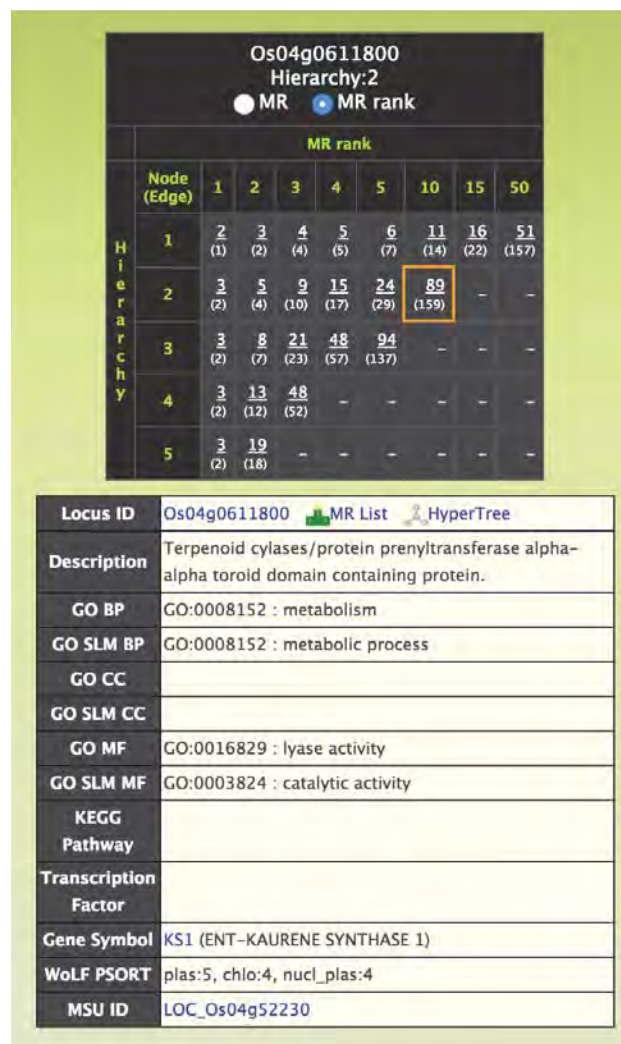 Os04g0611800
Hierarchy:2
MR MR rank
MR rank
Node 1 2 3 4 5 10 15 50
(Edge)
Hierarchy
1 2 3 4 5 6 11 16 51
(1) (2) (4) (5) (7) (14) (22) (157)
2 3 5 9 15 24 89 - -
(2) (4) (10) (17) (29) (159)
3 3 8 21 48 94 - - -
(2) (7) (23) (57) (137)
4 3 13 48 - - - - -
(2) (12) (52)
5 3 19 - - - - - -
(2) (18)
Locus ID Os04g0611800 MR List HyperTree
Description Terpenoid cylases/protein prenyltransferase alpha-
alpha toroid domain containing protein.
GO BP GO:0008152 : metabolism
GO SLM BP GO:0008152 : metabolic process
GO CC
GO SLM CC
GO MF GO:0016829 : lyase activity
GO SLM MF GO:0003824 : catalytic activity
KEGG
Pathway
Transcription
Factor
Gene Symbol KS1 (ENT-KAURENE SYNTHASE 1)
WoLF PSORT plas:5, chlo:4, nucl_plas:4
MSU ID LOC_Os04g52230